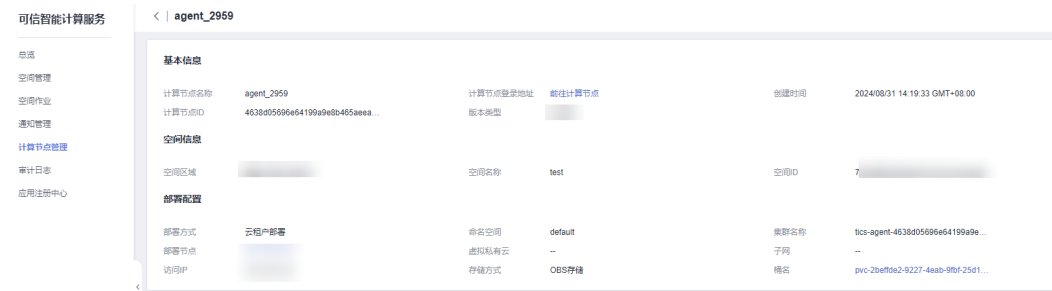 可信智能计算服务
总览
空间管理
空间作业
通知管理
计算节点管理
审计日志
应用注册中心
< | agent_2959
基本信息
计算节点名称 agent_2959 计算节点登录地址 前往计算节点 创建时间 2024/08/31 14:19:33 GMT+08:00
计算节点ID 4638d05696e64199a9e8b465aeea... 版本类型
空间信息
空间区域 空间名称 test 空间ID 7
部署配置
部署方式 云租户部署 命名空间 default 集群名称 tics-agent-4638d05696e64199a9e...
部署节点 虚拟私有云 -- 子网 --
访问IP 存储方式 OBS存储 桶名 pvc-2beffde2-9227-4eab-9fbf-25d1...